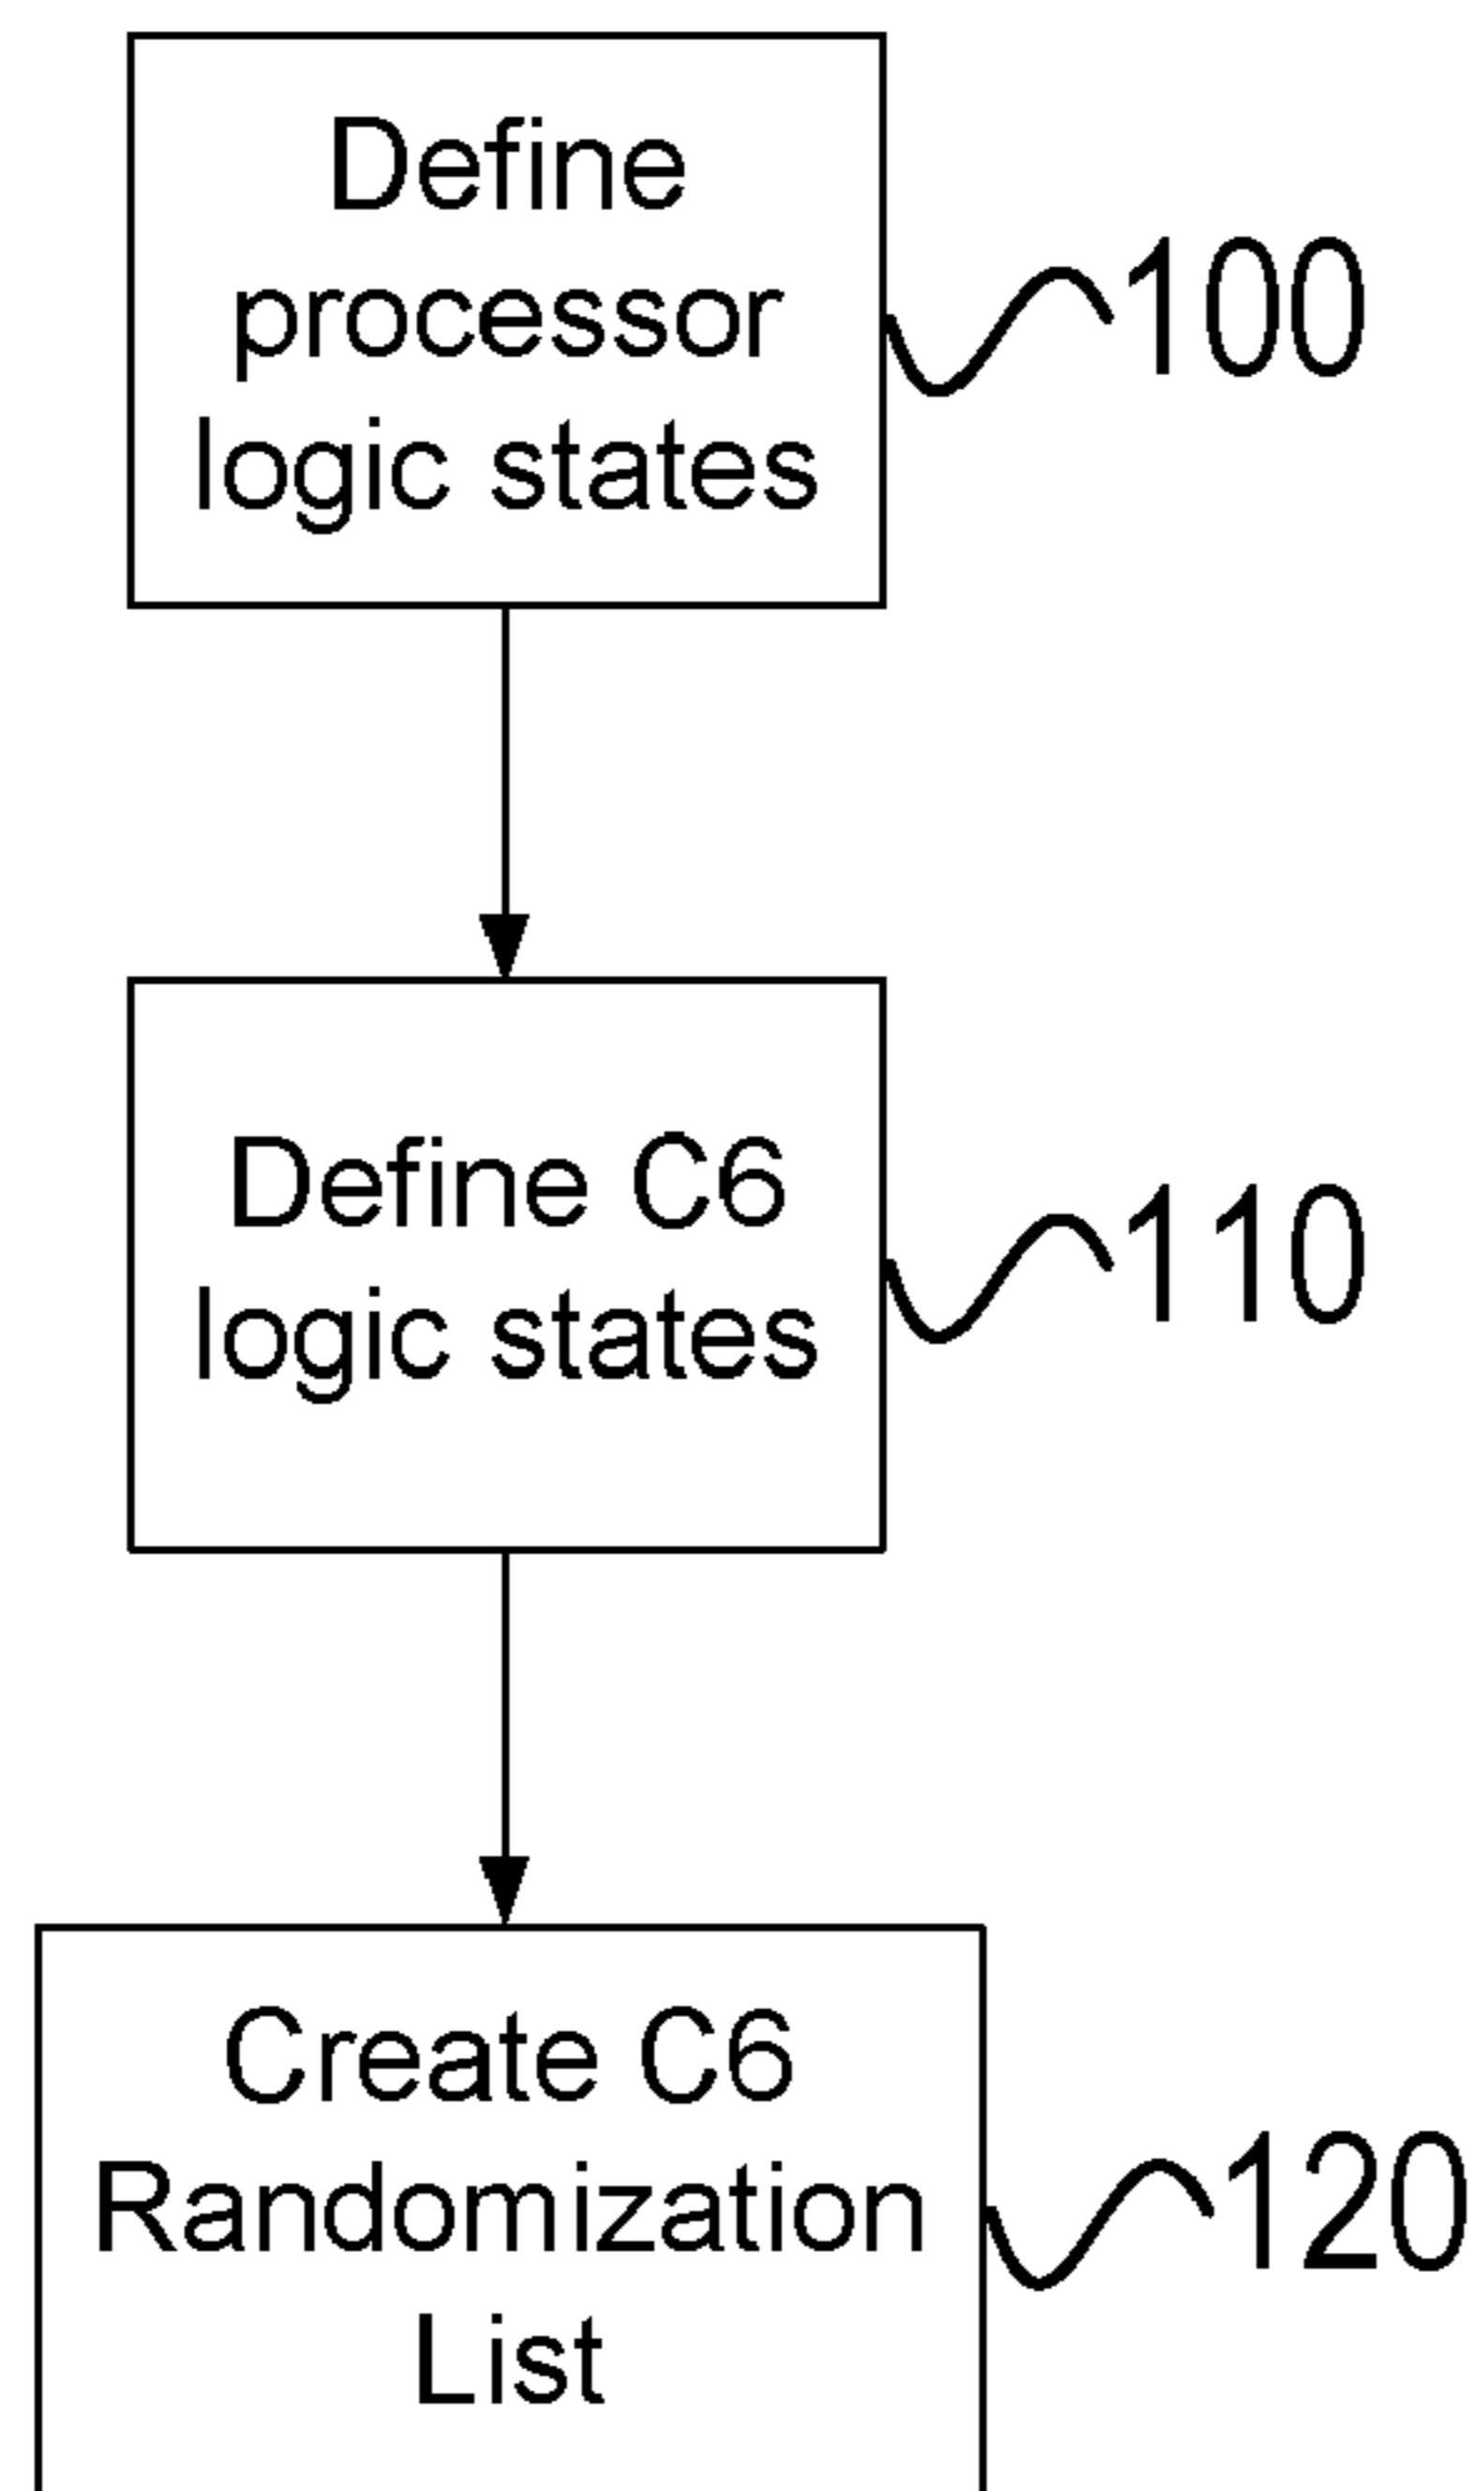 Define
processor
logic states
100
Define C6
logic states
110
Create C6
Randomization
List
120